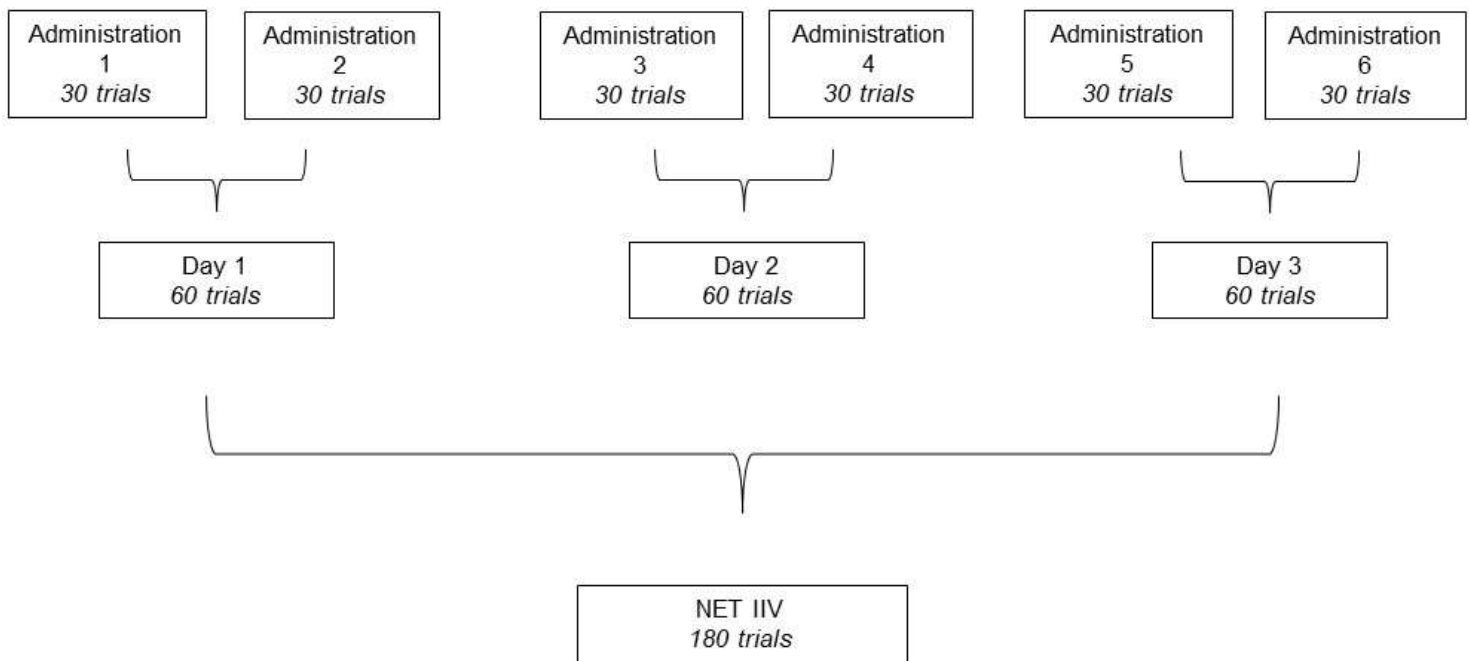 Administration
1
30 trials
Administration
2
30 trials
Administration
3
30 trials
Administration
4
30 trials
Administration
5
30 trials
Administration
6
30 trials
Day 1
60 trials
Day 2
60 trials
Day 3
60 trials
NET IIV
180 trials